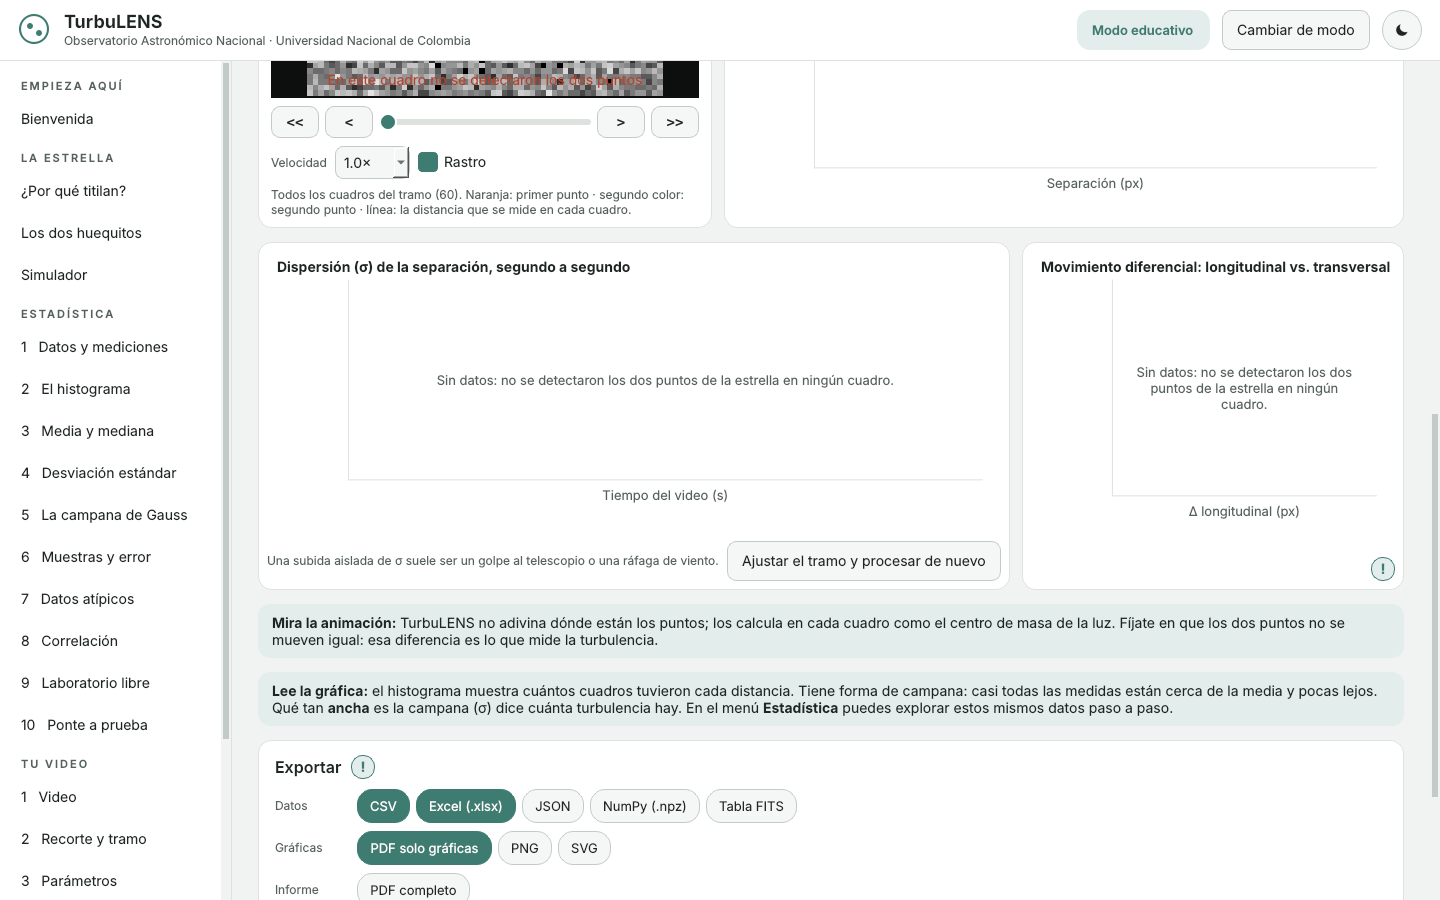 TurbuLENS
Observatorio Astronómico Nacional · Universidad Nacional de Colombia
Modo educativo
Cambiar de modo
EMPIEZA AQUÍ
Bienvenida
LA ESTRELLA
¿Por qué titilan?
Los dos huequitos
Simulador
ESTADÍSTICA
1 Datos y mediciones
2 El histograma
3 Media y mediana
4 Desviación estándar
5 La campana de Gauss
6 Muestras y error
7 Datos atípicos
8 Correlación
9 Laboratorio libre
10 Ponte a prueba
TU VIDEO
1 Video
2 Recorte y tramo
3 Parámetros
En este cuadro no se detectaron los dos puntos
<< < > >>
Velocidad 1.0× Rastro
Todos los cuadros del tramo (60). Naranja: primer punto · segundo color:
segundo punto · línea: la distancia que se mide en cada cuadro.
Separación (px)
Dispersión (σ) de la separación, segundo a segundo
Sin datos: no se detectaron los dos puntos de la estrella en ningún cuadro.
Tiempo del video (s)
Una subida aislada de σ suele ser un golpe al telescopio o una ráfaga de viento.
Ajustar el tramo y procesar de nuevo
Movimiento diferencial: longitudinal vs. transversal
Sin datos: no se detectaron los dos
puntos de la estrella en ningún
cuadro.
Δ longitudinal (px)
!
Mira la animación: TurbuLENS no adivina dónde están los puntos; los calcula en cada cuadro como el centro de masa de la luz. Fíjate en que los dos puntos no se
mueven igual: esa diferencia es lo que mide la turbulencia.
Lee la gráfica: el histograma muestra cuántos cuadros tuvieron cada distancia. Tiene forma de campana: casi todas las medidas están cerca de la media y pocas lejos.
Qué tan ancha es la campana (σ) dice cuánta turbulencia hay. En el menú Estadística puedes explorar estos mismos datos paso a paso.
Exportar !
Datos CSV Excel (.xlsx) JSON NumPy (.npz) Tabla FITS
Gráficas PDF solo gráficas PNG SVG
Informe PDF completo